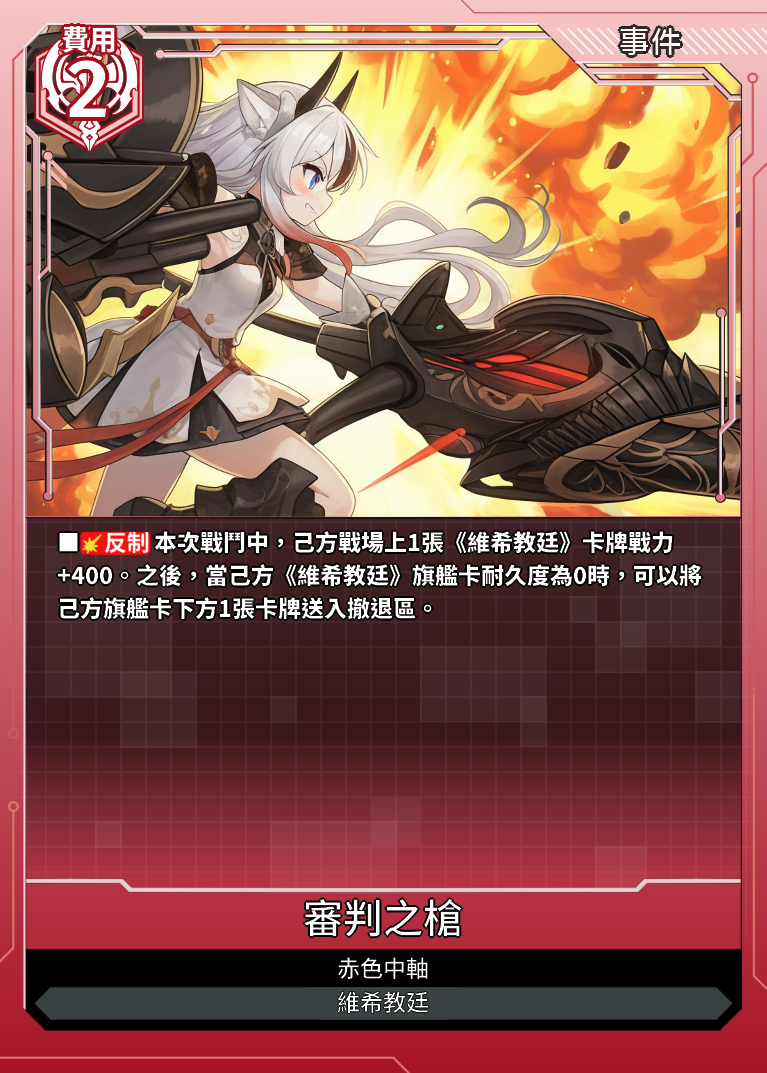 費用
2
事件
■反制 本次戰鬥中，己方戰場上1張《維希教廷》卡牌戰力
+400。之後，當己方《維希教廷》旗艦卡耐久度為0時，可以將
己方旗艦卡下方1張卡牌送入撤退區。
審判之槍
赤色中軸
維希教廷